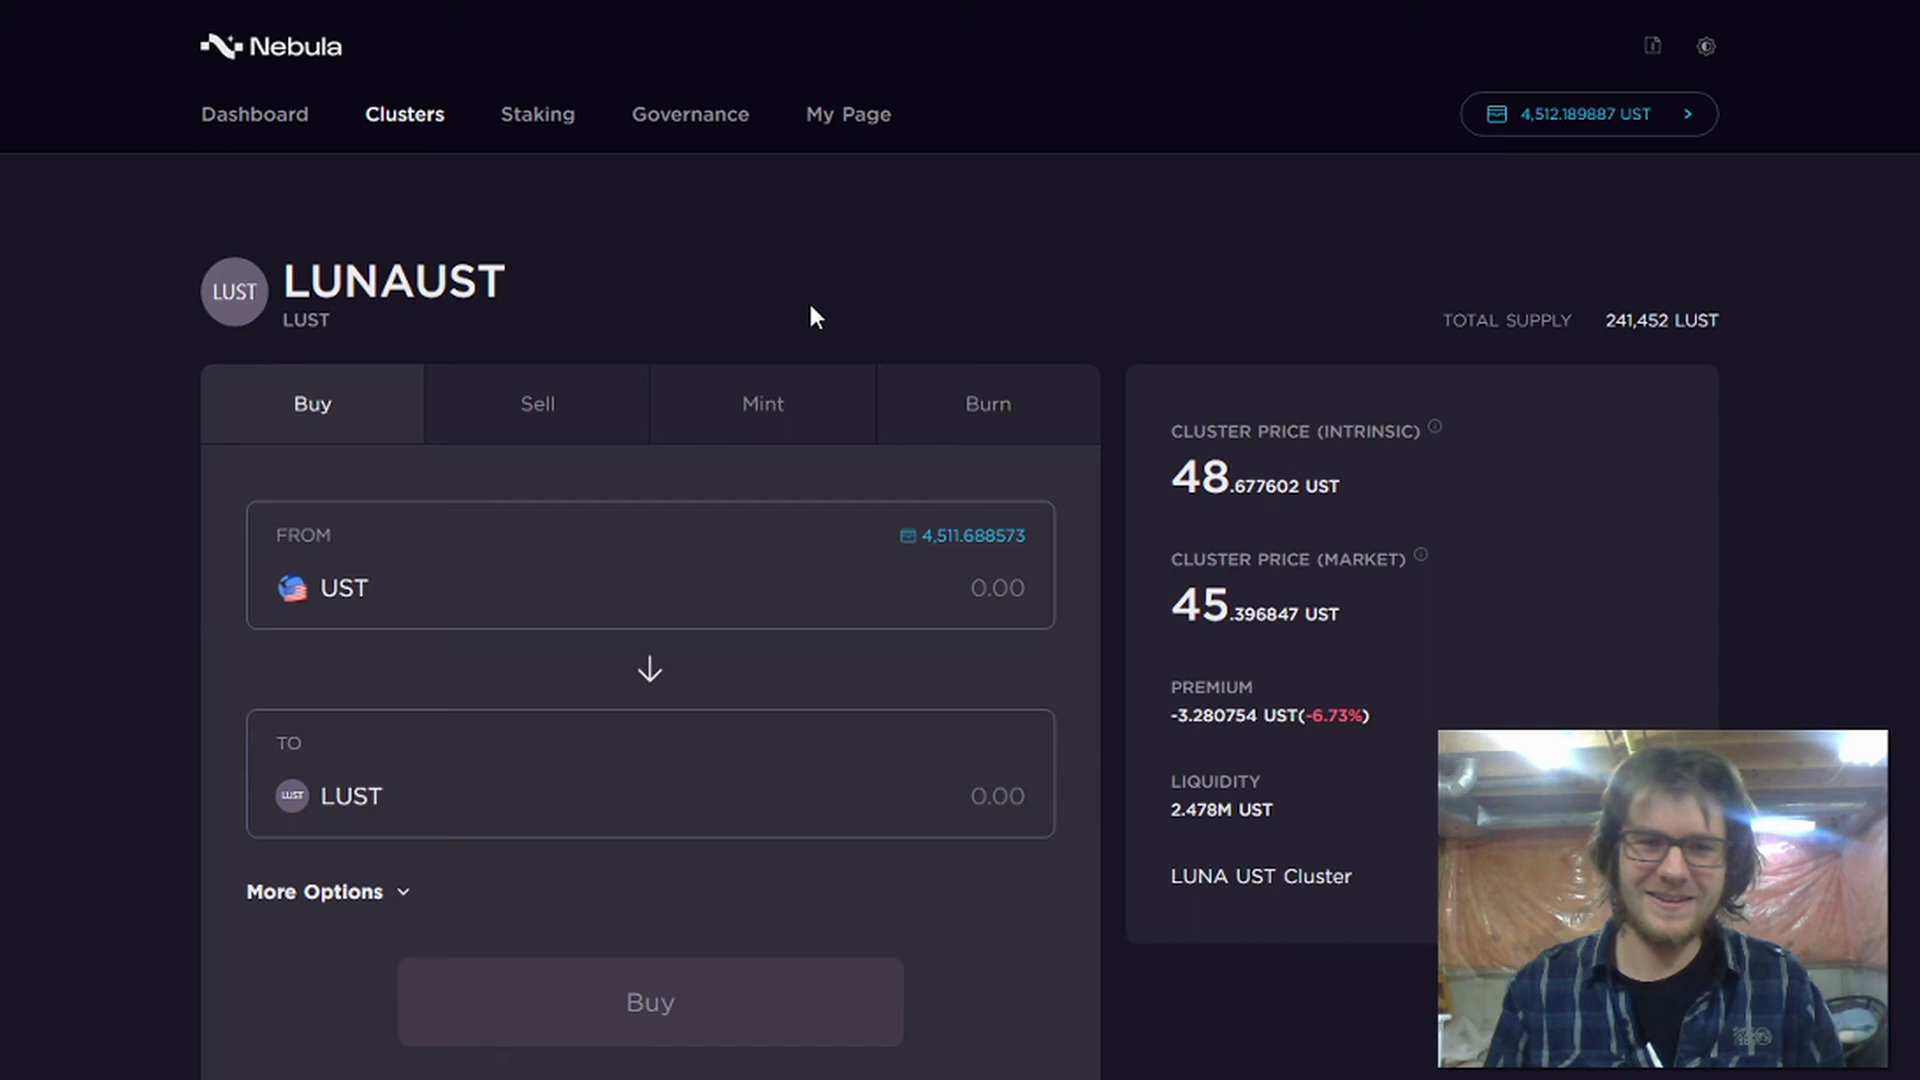 Nebula
Dashboard Clusters Staking Governance My Page
4,512.189887 UST
LUST
LUNAUST
LUST
TOTAL SUPPLY 241,452 LUST
Buy Sell Mint Burn
FROM
4,511.688573
UST
0.00
TO
LUST
LUST
0.00
More Options
Buy
CLUSTER PRICE (INTRINSIC)
48.677602 UST
CLUSTER PRICE (MARKET)
45.396847 UST
PREMIUM
-3.280754 UST(-6.73%)
LIQUIDITY
2.478M UST
LUNA UST Cluster